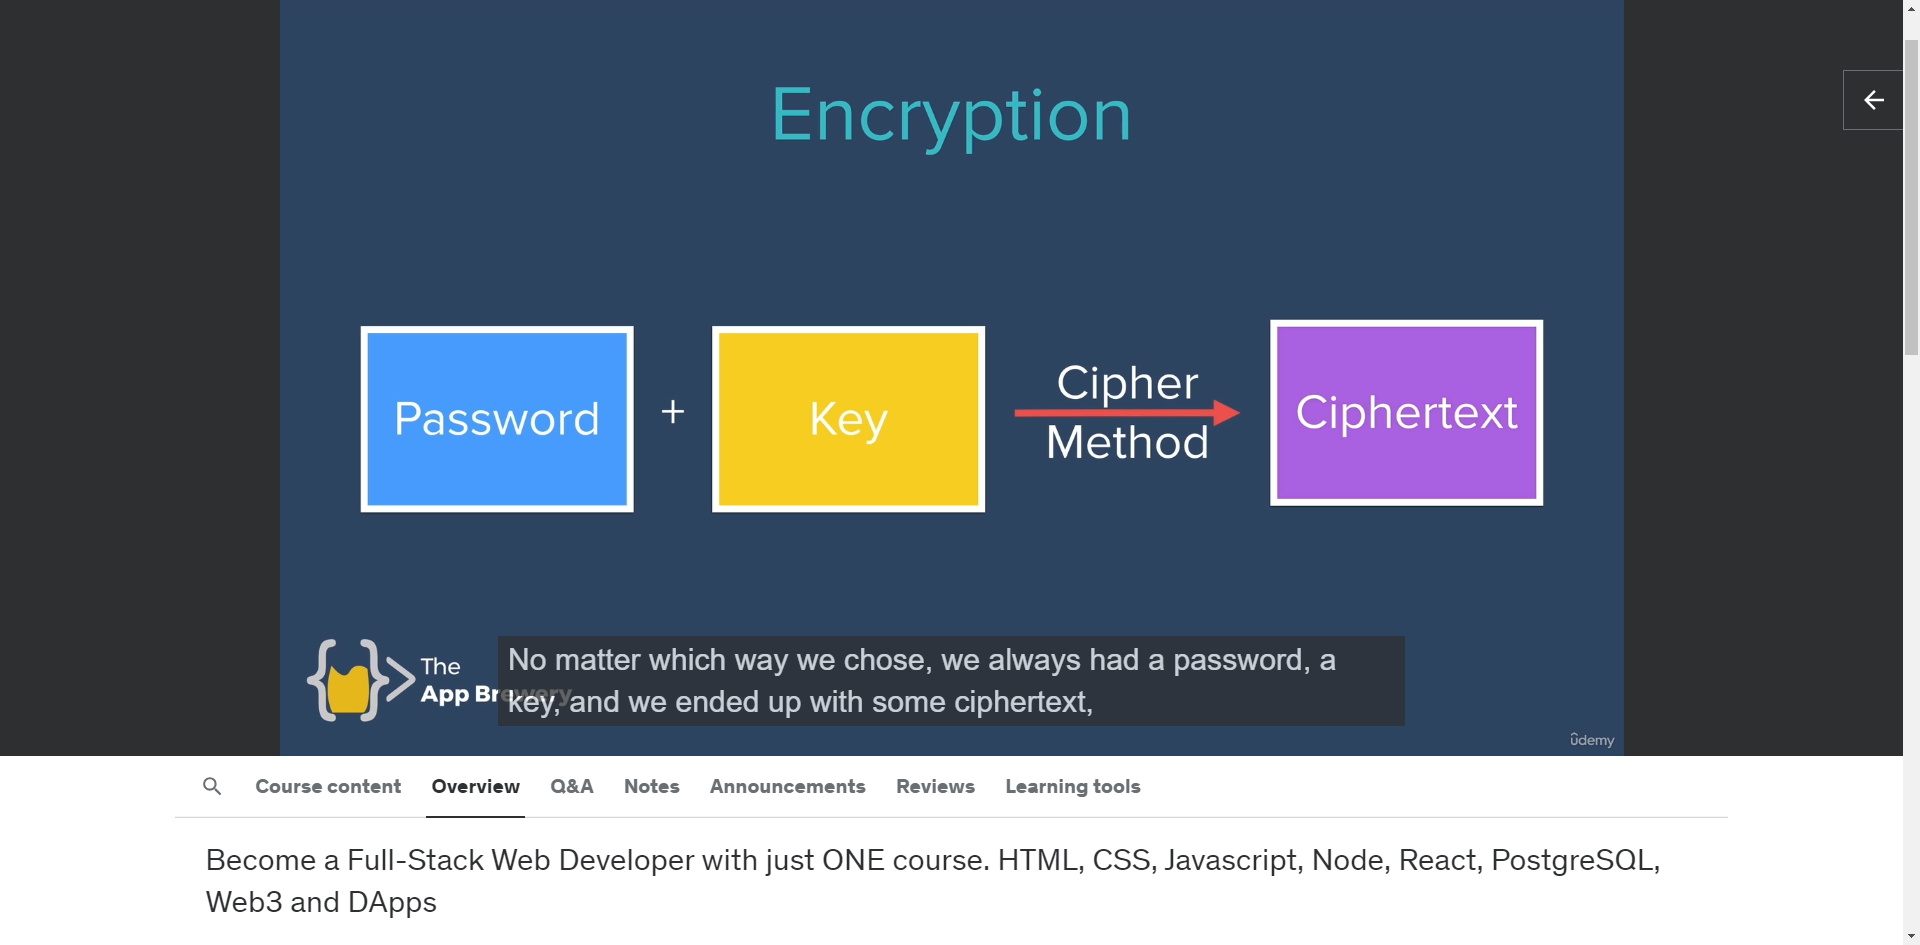 Encryption
Password
+
Key
Cipher
Method
Ciphertext
The
App Brewery
No matter which way we chose, we always had a password, a
key, and we ended up with some ciphertext,
ûdemy
Course content
Overview
Q&A
Notes
Announcements
Reviews
Learning tools
Become a Full-Stack Web Developer with just ONE course. HTML, CSS, Javascript, Node, React, PostgreSQL,
Web3 and DApps